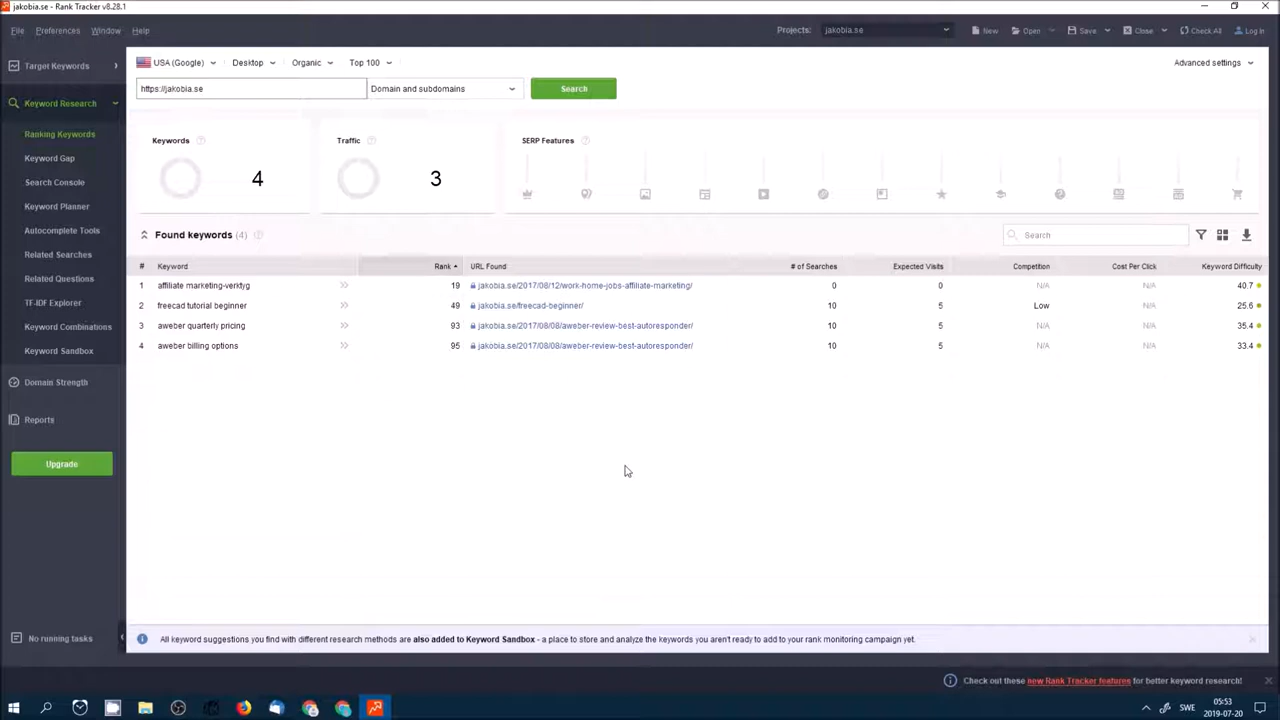 jakobia.se - Rank Tracker v8.28.1
File Preferences Window Help Projects: jakobia.se New Open Save Close Check All Log In
Target Keywords
Keyword Research
Ranking Keywords
Keyword Gap
Search Console
Keyword Planner
Autocomplete Tools
Related Searches
Related Questions
TF-IDF Explorer
Keyword Combinations
Keyword Sandbox
Domain Strength
Reports
Upgrade
No running tasks
USA (Google) Desktop Organic Top 100 Advanced settings
https://jakobia.se Domain and subdomains Search
Keywords ? Traffic ? SERP Features ?
4 3
Found keywords (4) ? Search
# Keyword Rank URL Found # of Searches Expected Visits Competition Cost Per Click Keyword Difficulty
1 affiliate marketing-verktyg 19 jakobia.se/2017/08/12/work-home-jobs-affiliate-marketing/ 0 0 N/A N/A 40.7
2 freecad tutorial beginner 49 jakobia.se/freecad-beginner/ 10 5 Low N/A 25.6
3 aweber quarterly pricing 93 jakobia.se/2017/08/08/aweber-review-best-autoresponder/ 10 5 N/A N/A 35.4
4 aweber billing options 95 jakobia.se/2017/08/08/aweber-review-best-autoresponder/ 10 5 N/A N/A 33.4
All keyword suggestions you find with different research methods are also added to Keyword Sandbox - a place to store and analyze the keywords you aren't ready to add to your rank monitoring campaign yet.
Check out these new Rank Tracker features for better keyword research!
SWE 05:53
2019-07-20